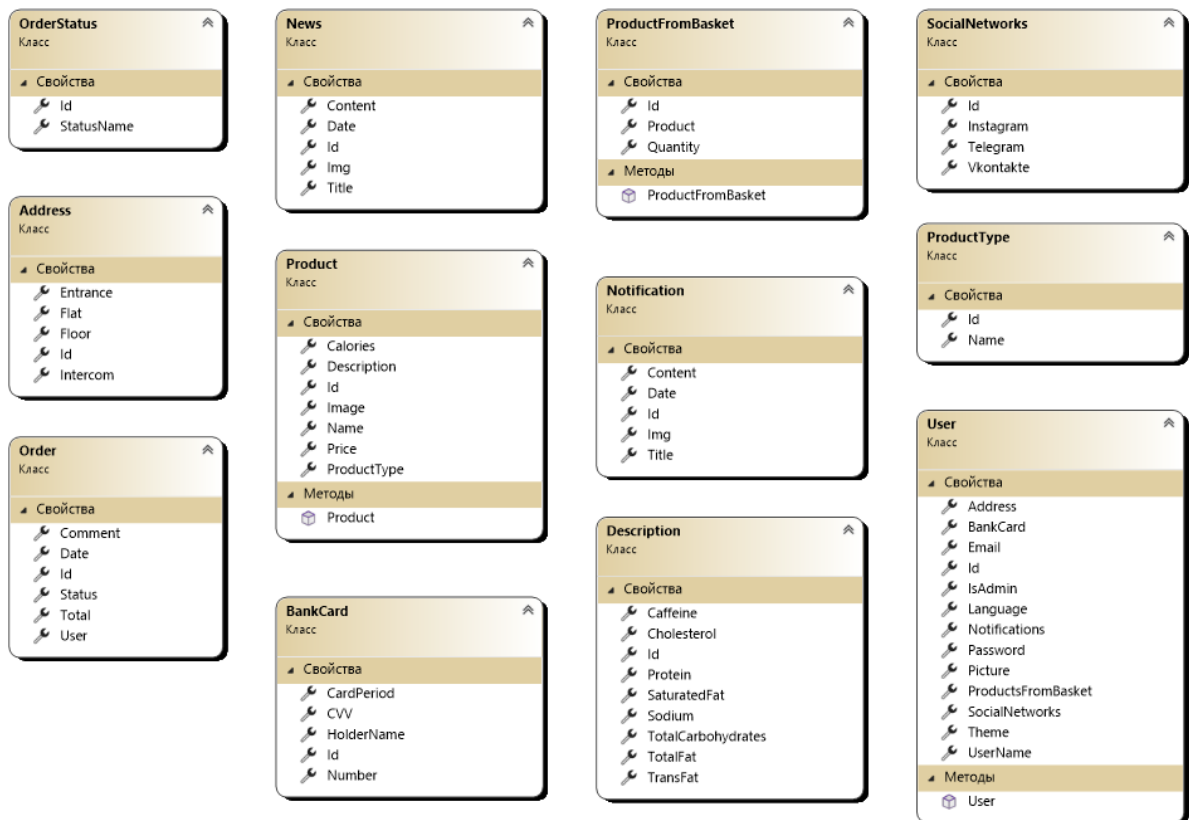 OrderStatus
Класс
Свойства
Id
StatusName
Address
Класс
Свойства
Entrance
Flat
Floor
Id
Intercom
Order
Класс
Свойства
Comment
Date
Id
Status
Total
User
News
Класс
Свойства
Content
Date
Id
Img
Title
Product
Класс
Свойства
Calories
Description
Id
Image
Name
Price
ProductType
Методы
Product
BankCard
Класс
Свойства
CardPeriod
CVV
HolderName
Id
Number
ProductFromBasket
Класс
Свойства
Id
Product
Quantity
Методы
ProductFromBasket
Notification
Класс
Свойства
Content
Date
Id
Img
Title
Description
Класс
Свойства
Caffeine
Cholesterol
Id
Protein
SaturatedFat
Sodium
TotalCarbohydrates
TotalFat
TransFat
SocialNetworks
Класс
Свойства
Id
Instagram
Telegram
Vkontakte
ProductType
Класс
Свойства
Id
Name
User
Класс
Свойства
Address
BankCard
Email
Id
IsAdmin
Language
Notifications
Password
Picture
ProductsFromBasket
SocialNetworks
Theme
UserName
Методы
User